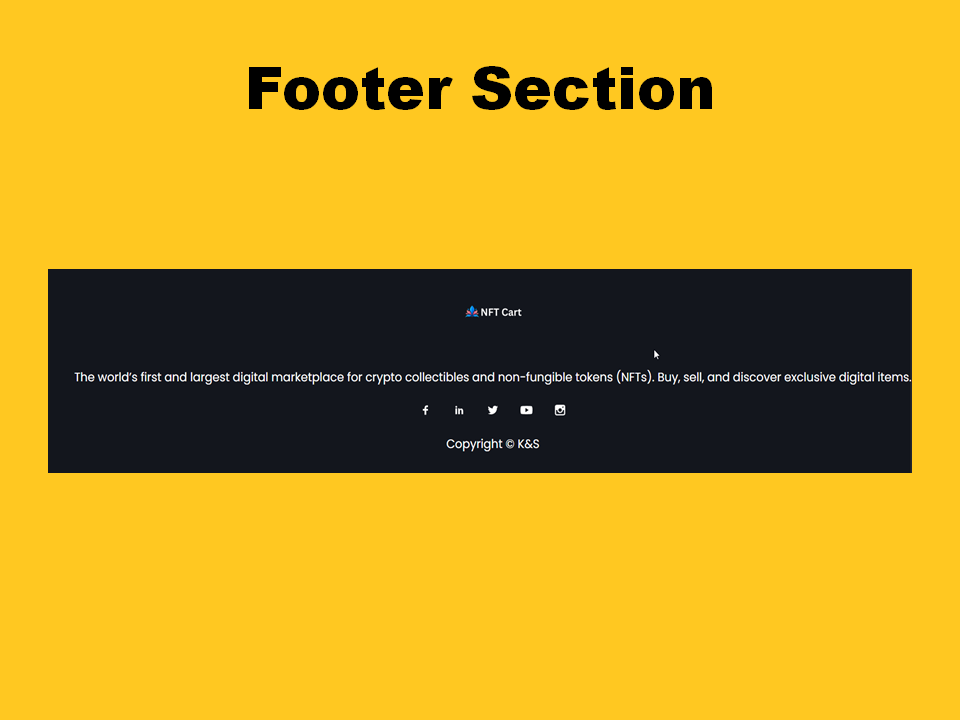 Footer Section
NFT Cart
The world's first and largest digital marketplace for crypto collectibles and non-fungible tokens (NFTs). Buy, sell, and discover exclusive digital items.
Copyright © K&S